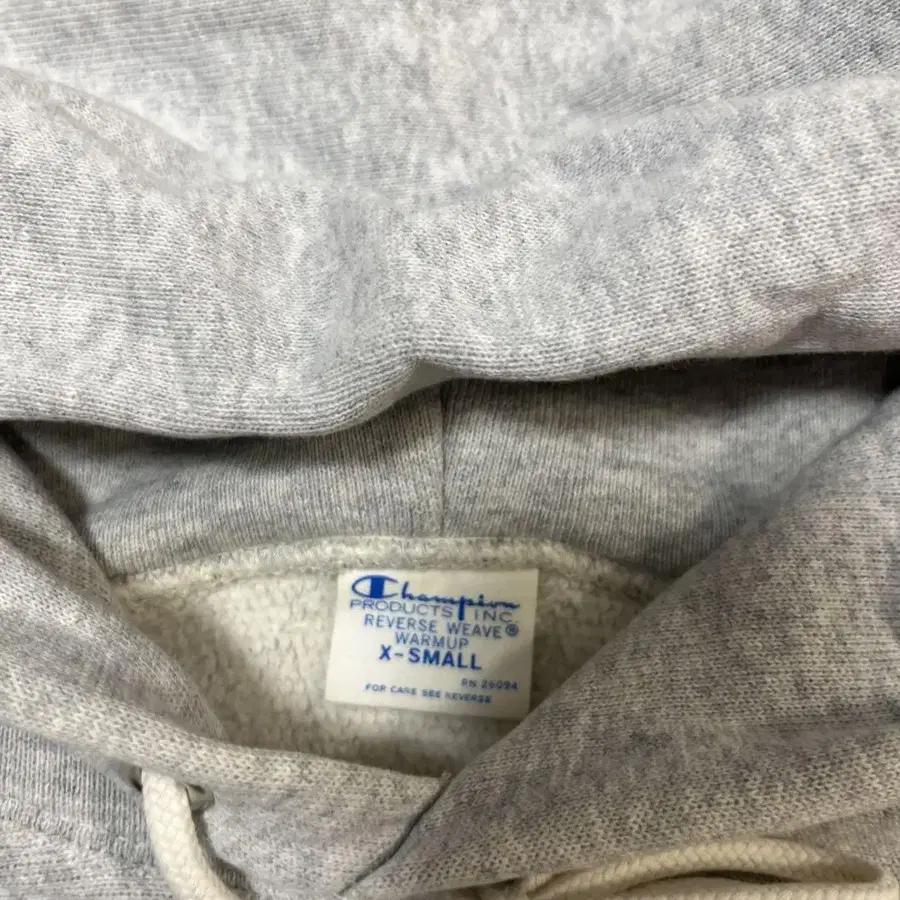 Champion
PRODUCTS INC.
REVERSE WEAVE®
WARMUP
X-SMALL
RN 26094
FOR CARE SEE REVERSE